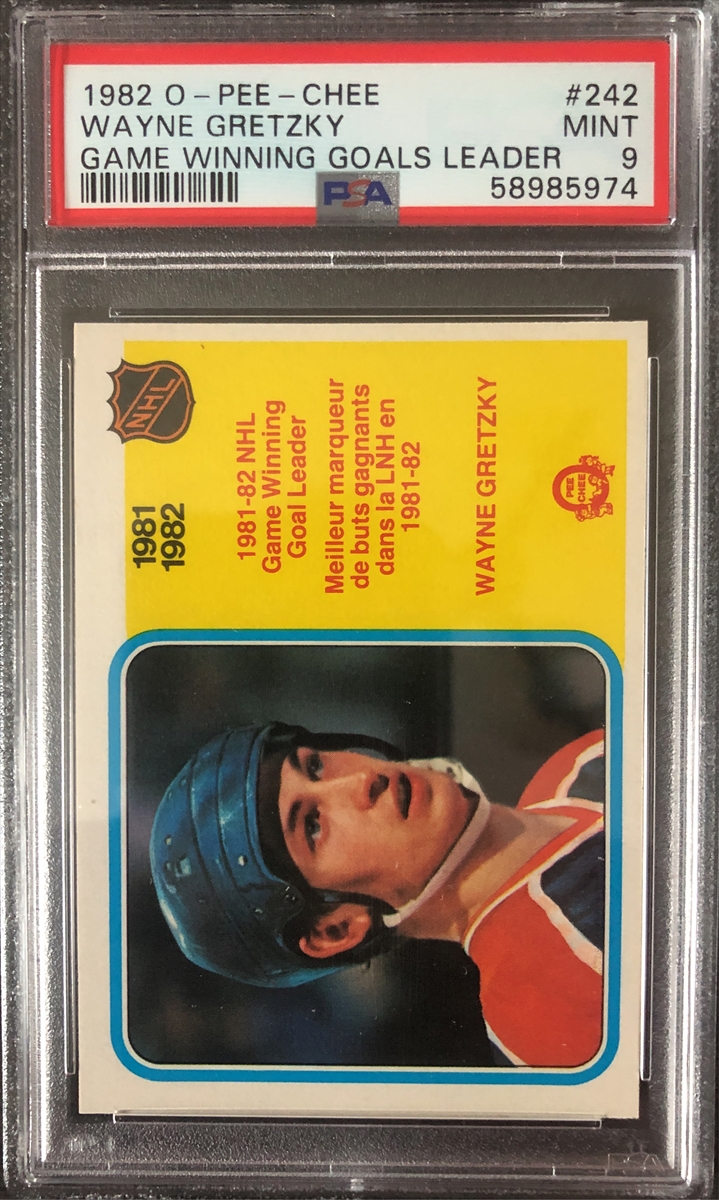 1982 O-PEE-CHEE #242
WAYNE GRETZKY MINT
GAME WINNING GOALS LEADER 9
PSA 58985974
NHL
1981
1982
1981-82 NHL
Game Winning
Goal Leader
Meilleur marqueur
de buts gagnants
dans la LNH en
1981-82
WAYNE GRETZKY
O
PEE
CHEE
PSA